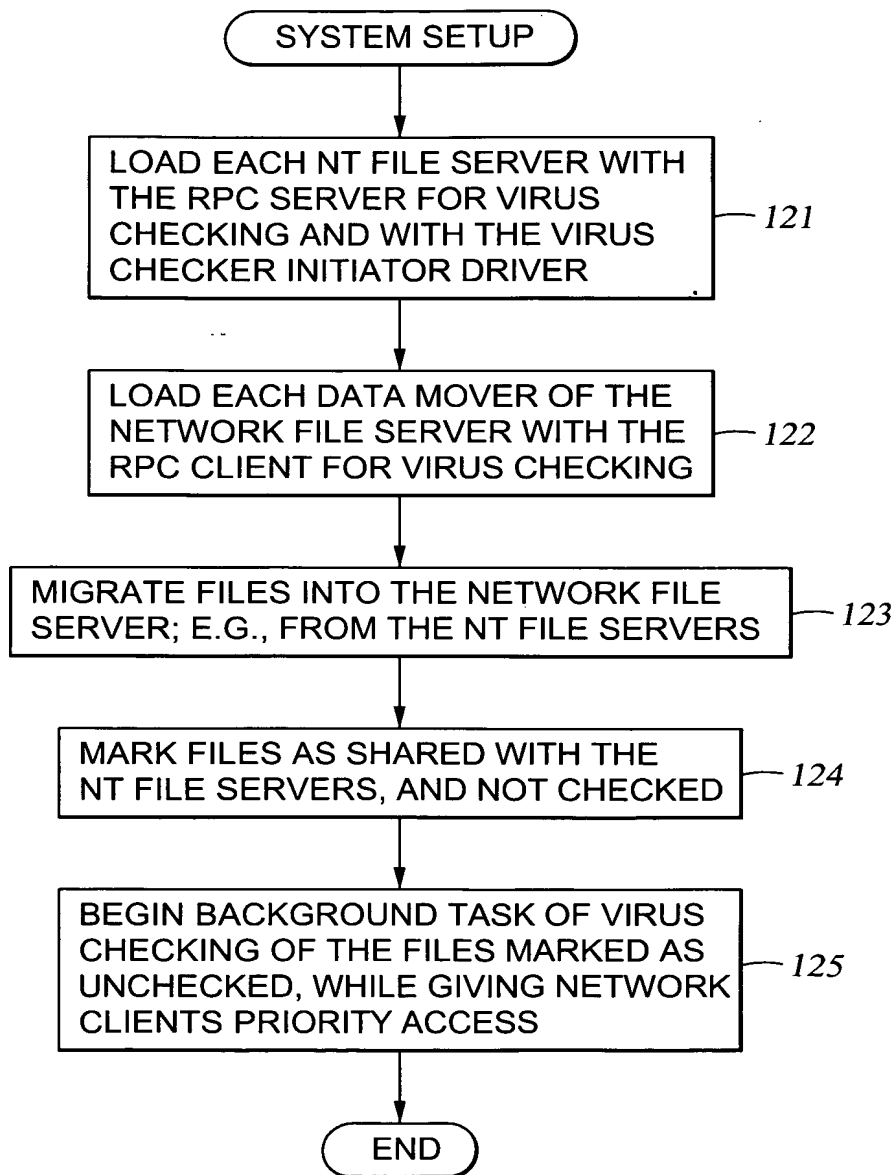 SYSTEM SETUP
LOAD EACH NT FILE SERVER WITH
THE RPC SERVER FOR VIRUS
CHECKING AND WITH THE VIRUS
CHECKER INITIATOR DRIVER
121
LOAD EACH DATA MOVER OF THE
NETWORK FILE SERVER WITH THE
RPC CLIENT FOR VIRUS CHECKING
122
MIGRATE FILES INTO THE NETWORK FILE
SERVER; E.G., FROM THE NT FILE SERVERS
123
MARK FILES AS SHARED WITH THE
NT FILE SERVERS, AND NOT CHECKED
124
BEGIN BACKGROUND TASK OF VIRUS
CHECKING OF THE FILES MARKED AS
UNCHECKED, WHILE GIVING NETWORK
CLIENTS PRIORITY ACCESS
125
END